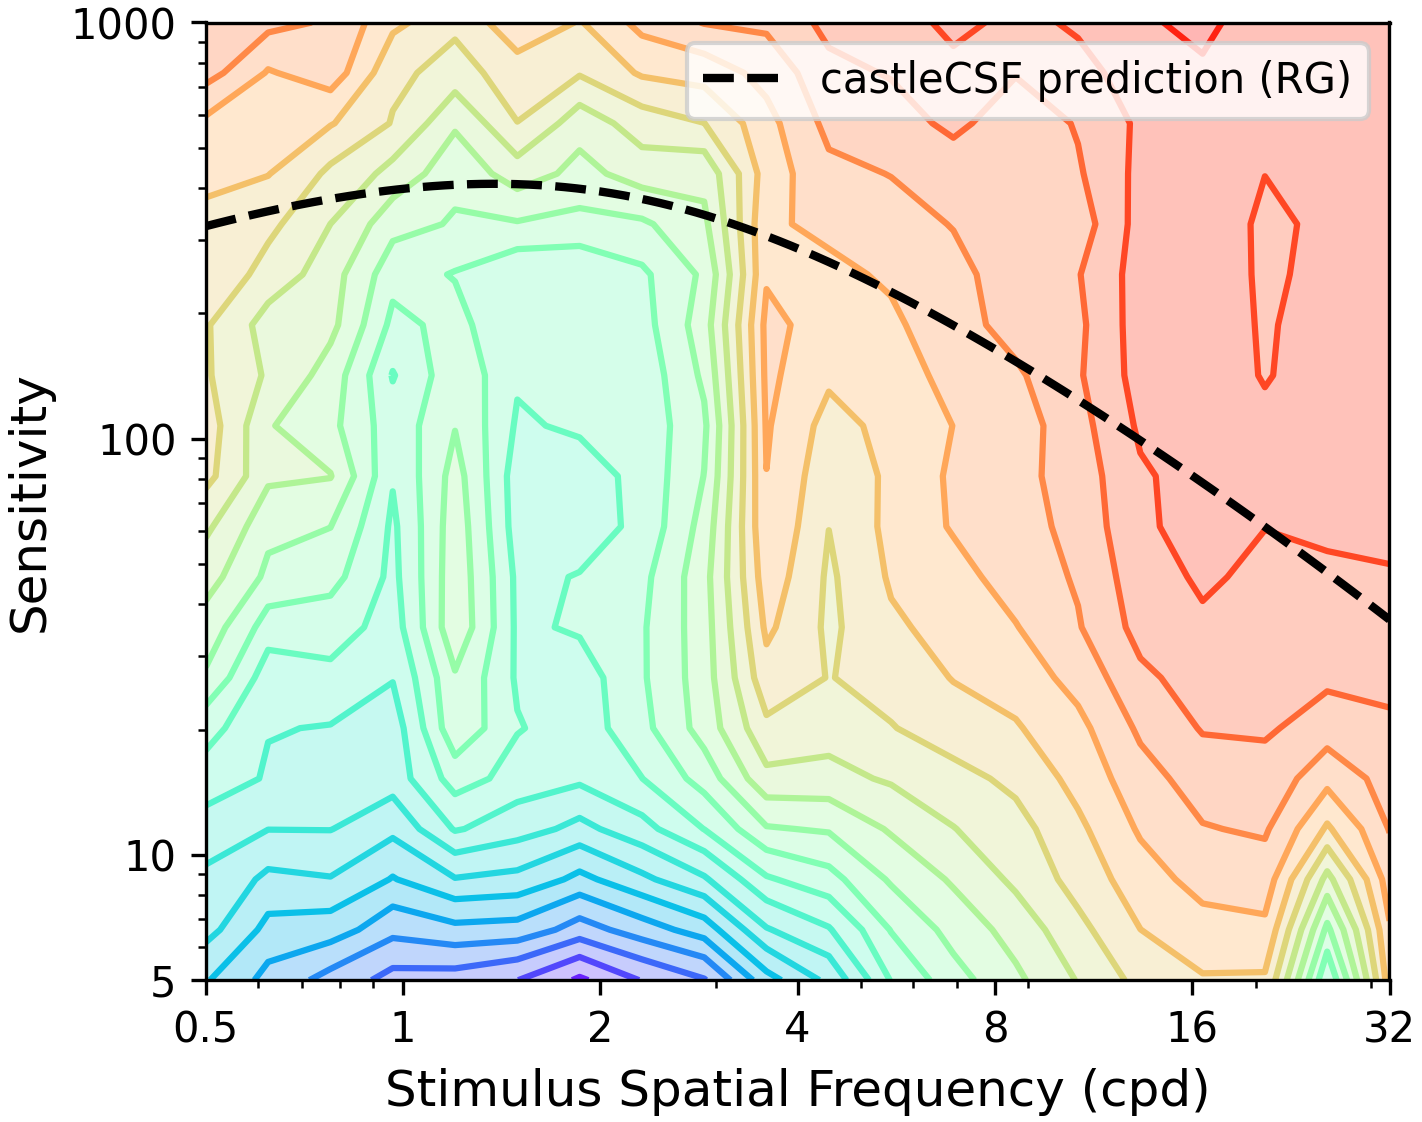 1000
castleCSF prediction (RG)
Sensitivity
100
10
5
0.5 1 2 4 8 16 32
Stimulus Spatial Frequency (cpd)